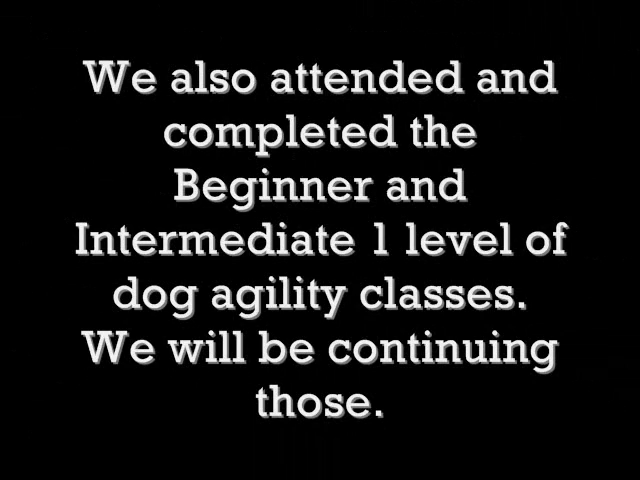 We also attended and
completed the
Beginner and
Intermediate 1 level of
dog agility classes.
We will be continuing
those.